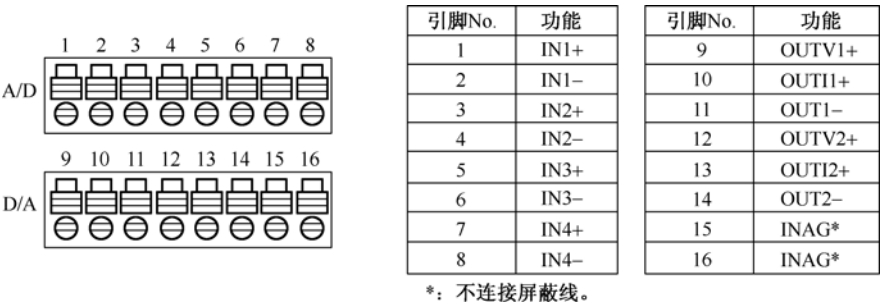 1 2 3 4 5 6 7 8
A/D
9 10 11 12 13 14 15 16
D/A
引脚No. 功能
1 IN1+
2 IN1−
3 IN2+
4 IN2−
5 IN3+
6 IN3−
7 IN4+
8 IN4−
引脚No. 功能
9 OUTV1+
10 OUTI1+
11 OUT1−
12 OUTV2+
13 OUTI2+
14 OUT2−
15 INAG*
16 INAG*
*：不连接屏蔽线。